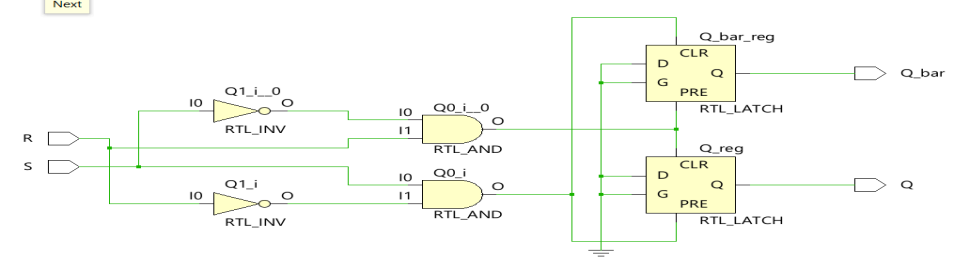 Next
Q_bar_reg
CLR
D
Q
G
PRE
RTL_LATCH
Q_bar
Q1_i__0
I0
O
RTL_INV
Q0_i__0
I0
I1
O
RTL_AND
R
S
Q1_i
I0
O
RTL_INV
Q0_i
I0
I1
O
RTL_AND
Q_reg
CLR
D
Q
G
PRE
RTL_LATCH
Q